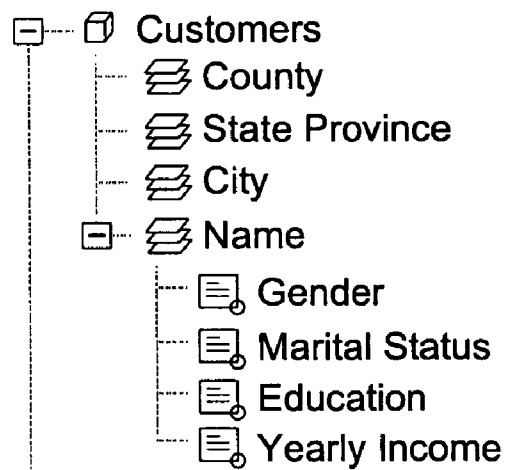 Customers
County
State Province
City
Name
Gender
Marital Status
Education
Yearly Income